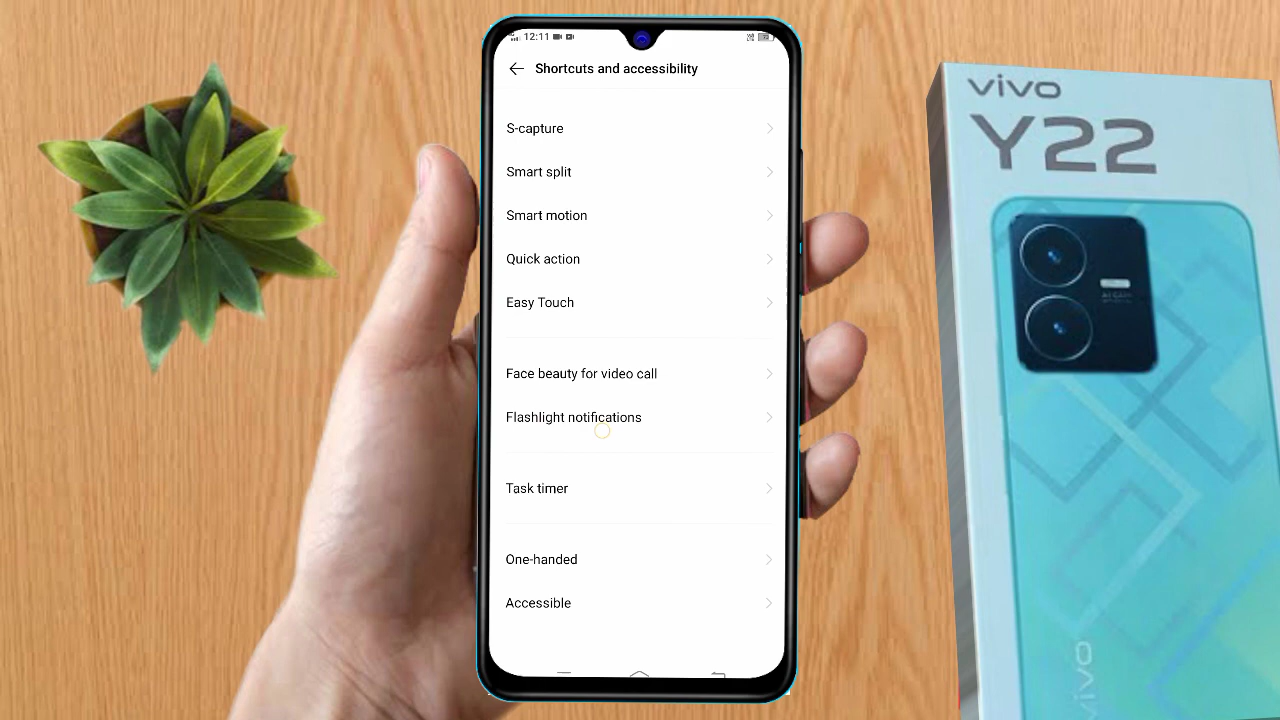 12:11
Shortcuts and accessibility
S-capture
Smart split
Smart motion
Quick action
Easy Touch
Face beauty for video call
Flashlight notifications
Task timer
One-handed
Accessible
vivo
Y22
vivo